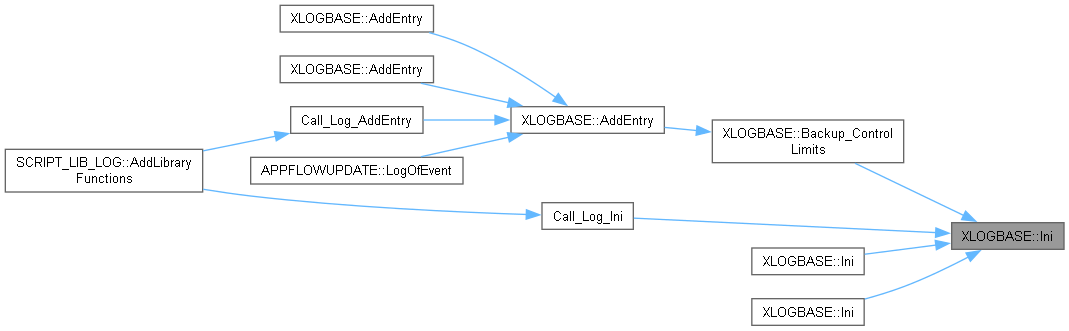 XLOGBASE::AddEntry
XLOGBASE::AddEntry
Call_Log_AddEntry
XLOGBASE::AddEntry
XLOGBASE::Backup_Control
Limits
SCRIPT_LIB_LOG::AddLibrary
Functions
APPFLOWUPDATE::LogOfEvent
Call_Log_Ini
XLOGBASE::Ini
XLOGBASE::Ini
XLOGBASE::Ini